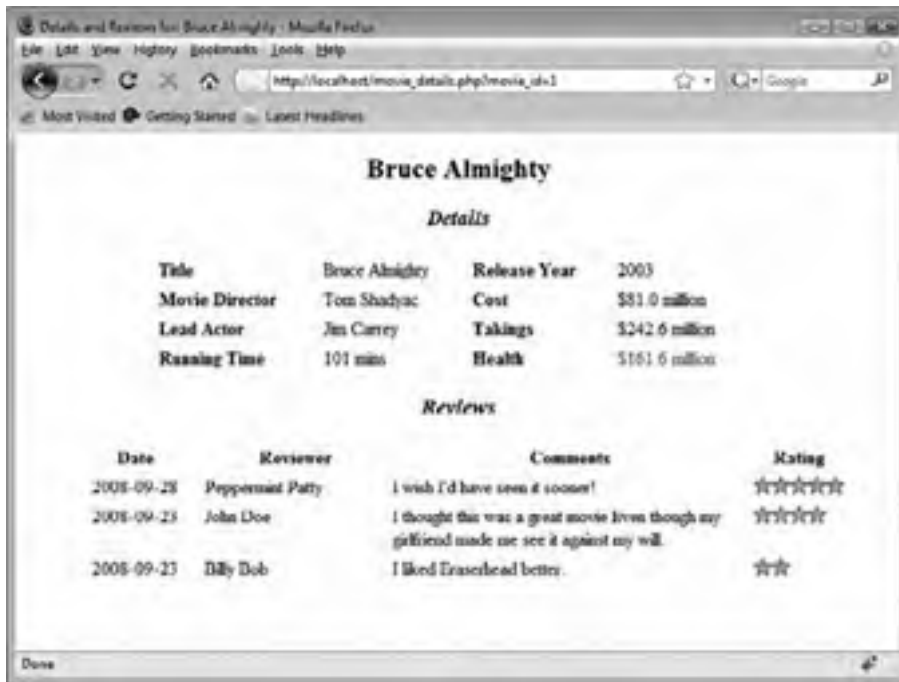 Details and Reviews for: Bruce Almighty - Mozilla Firefox
File Edit View History Bookmarks Tools Help
http://localhost/movie_details.php?movie_id=1
Google
Most Visited Getting Started Latest Headlines
Bruce Almighty
Details
Title Bruce Almighty Release Year 2003
Movie Director Tom Shadyac Cost $81.0 million
Lead Actor Jim Carrey Takings $242.6 million
Running Time 101 mins Health $161.6 million
Reviews
Date Reviewer Comments Rating
2008-09-28 Peppermint Patty I wish I'd have seen it sooner!
2008-09-23 John Doe I thought this was a great movie Even though my
girlfriend made me see it against my will.
2008-09-23 Billy Bob I liked Eraserhead better.
Done